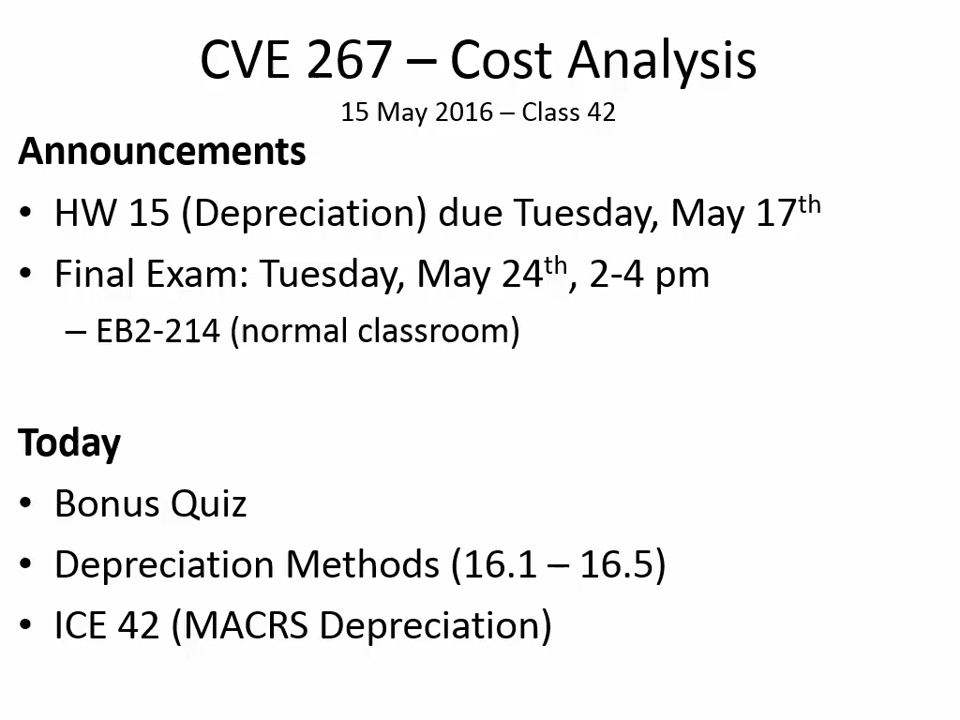 CVE 267 – Cost Analysis
15 May 2016 – Class 42
Announcements
• HW 15 (Depreciation) due Tuesday, May 17th
• Final Exam: Tuesday, May 24th, 2-4 pm
– EB2-214 (normal classroom)
Today
• Bonus Quiz
• Depreciation Methods (16.1 – 16.5)
• ICE 42 (MACRS Depreciation)